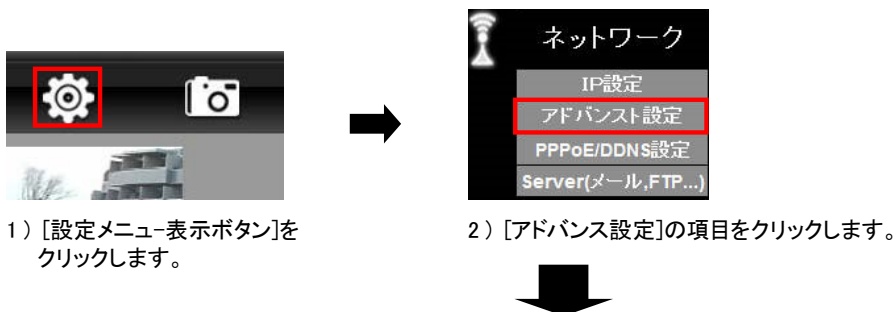 ネットワーク
IP設定
アドバンスト設定
PPPoE/DDNS設定
Server(メール,FTP...)
1）[設定メニュ-表示ボタン]を
クリックします。
2）[アドバンス設定]の項目をクリックします。